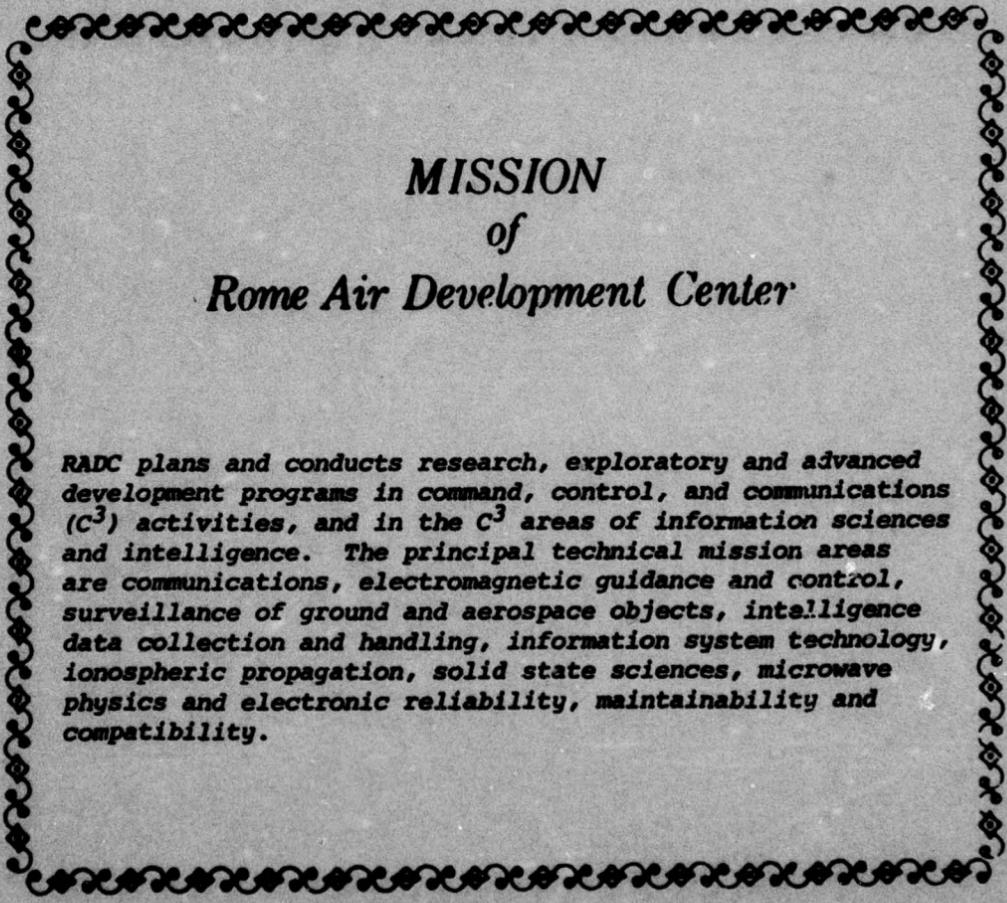 MISSION
of
Rome Air Development Center
RADC plans and conducts research, exploratory and advanced
development programs in command, control, and communications
(C³) activities, and in the C³ areas of information sciences
and intelligence. The principal technical mission areas
are communications, electromagnetic guidance and control,
surveillance of ground and aerospace objects, intelligence
data collection and handling, information system technology,
ionospheric propagation, solid state sciences, microwave
physics and electronic reliability, maintainability and
compatibility.